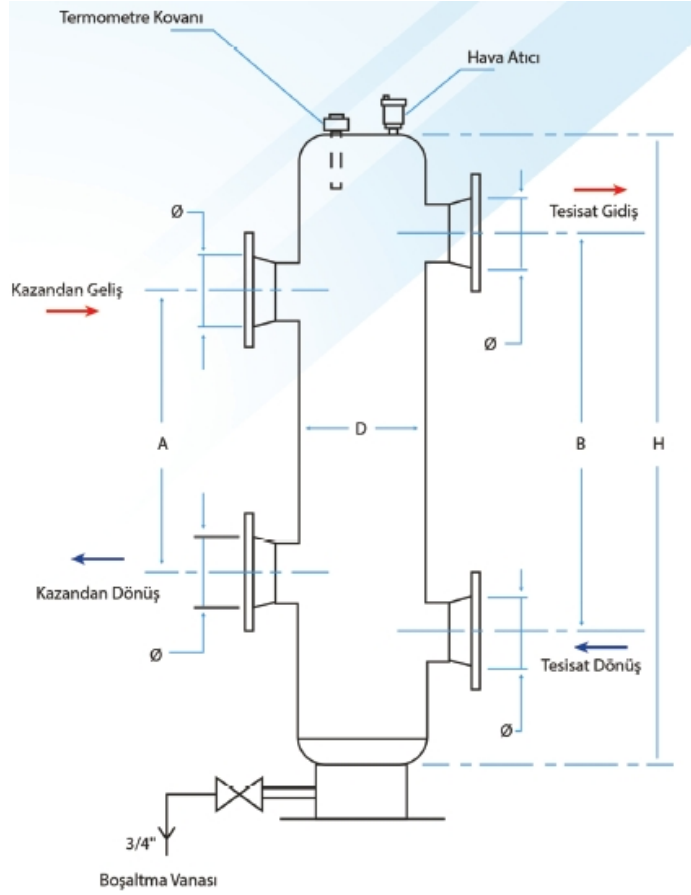 Termometre Kovanı
Hava Atıcı
Ø
Tesisat Gidiş
Kazandan Geliş
Ø
A
D
B
H
Kazandan Dönüş
Ø
Tesisat Dönüş
Ø
3/4"
Boşaltma Vanası